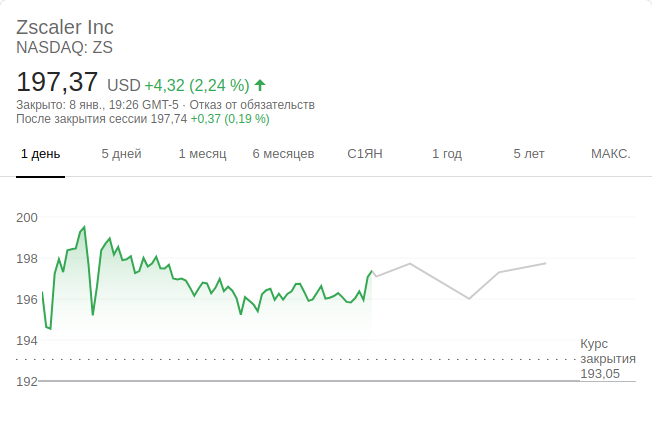 Zscaler Inc
NASDAQ: ZS
197,37 USD +4,32 (2,24 %)
Закрыто: 8 янв., 19:26 GMT-5 · Отказ от обязательств
После закрытия сессии 197,74 +0,37 (0,19 %)
1 день 5 дней 1 месяц 6 месяцев С1ЯН 1 год 5 лет МАКС.
200
198
196
194
Курс
закрытия
193,05
192